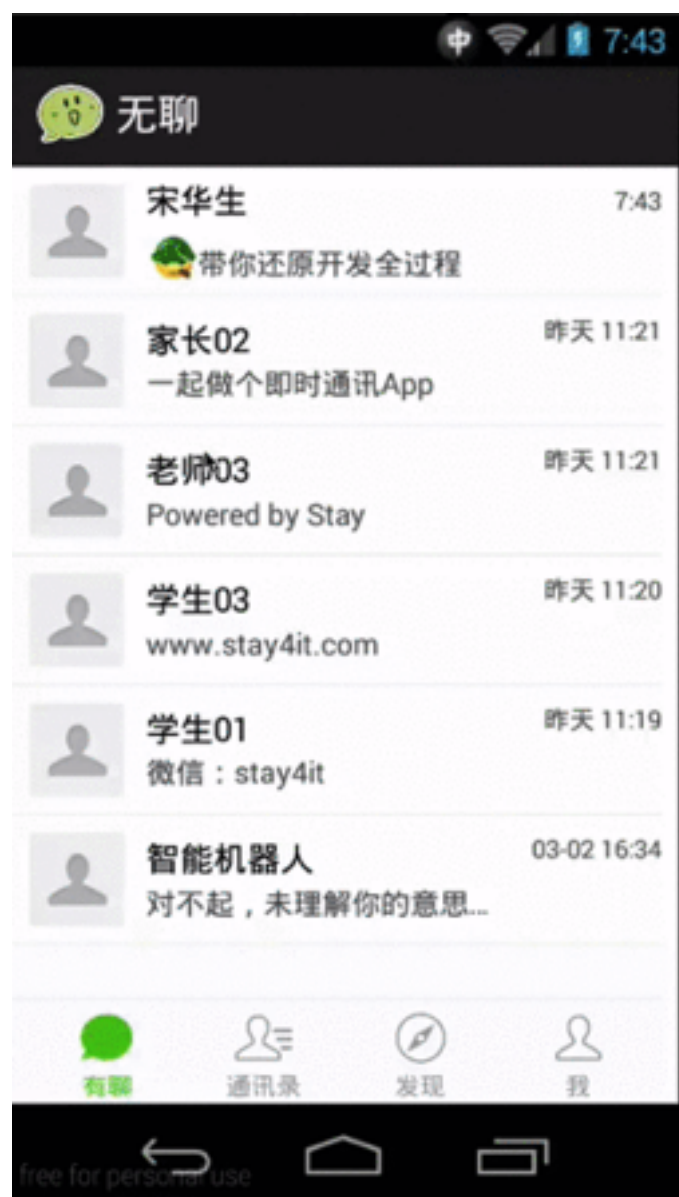 中 7:43
无聊
宋华生 7:43
带你还原开发全过程
家长02 昨天 11:21
一起做个即时通讯App
老师03 昨天 11:21
Powered by Stay
学生03 昨天 11:20
www.stay4it.com
学生01 昨天 11:19
微信：stay4it
智能机器人 03-02 16:34
对不起，未理解你的意思...
有聊 通讯录 发现 我
free for personal use